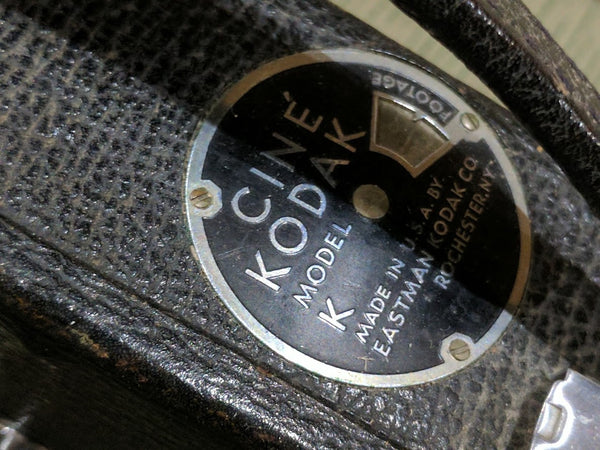 FOOTAGE
CINÉ
KODAK
MODEL
K
MADE IN U.S.A. BY
EASTMAN KODAK CO.
ROCHESTER, N.Y.